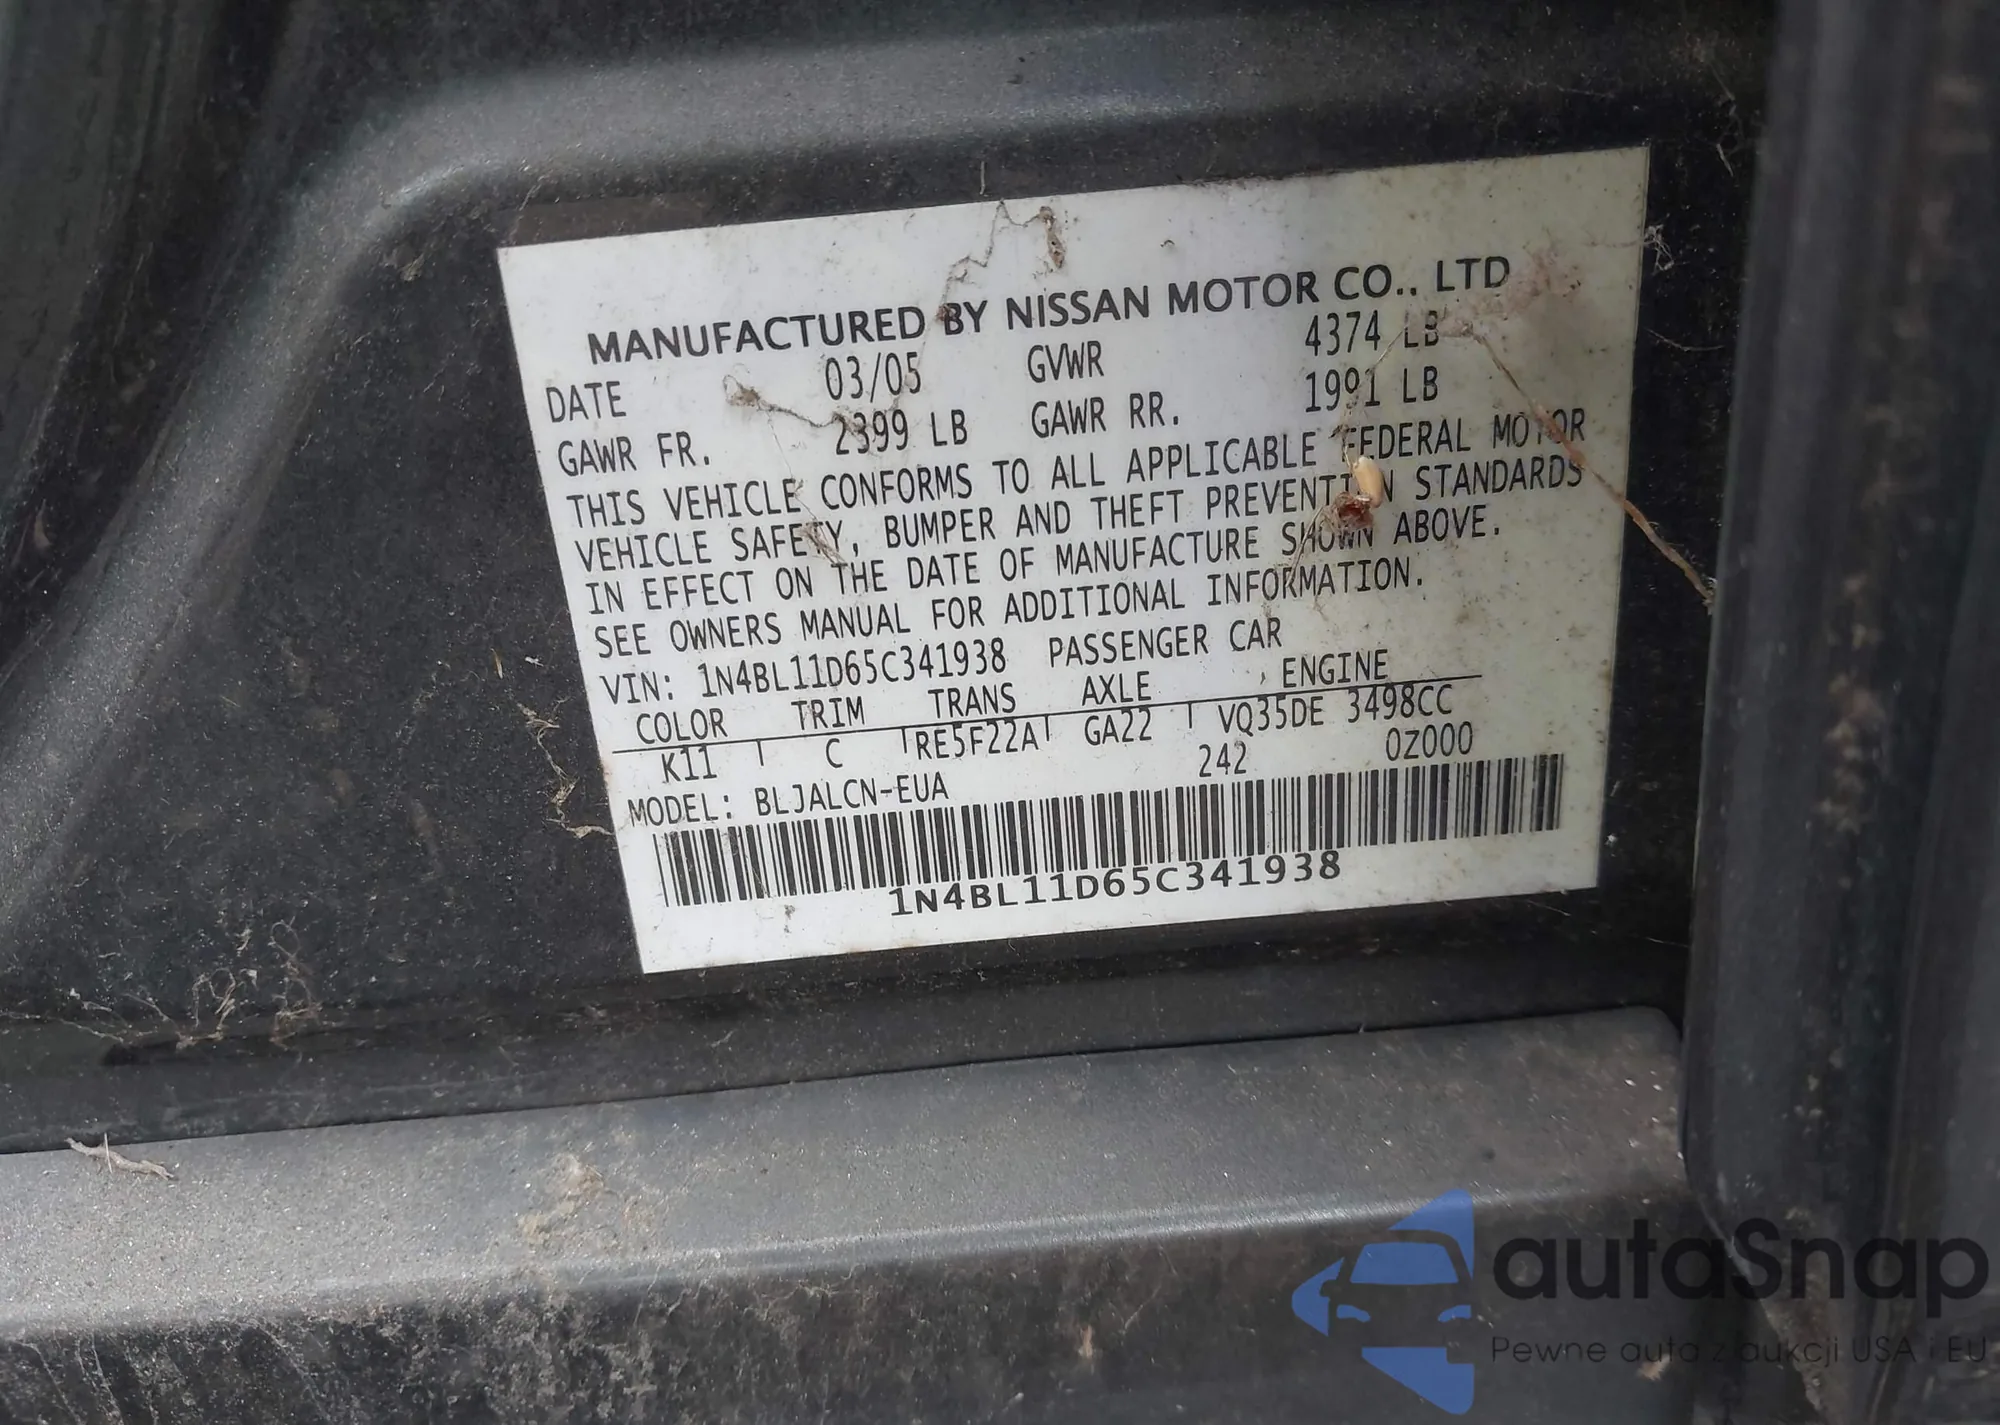 MANUFACTURED BY NISSAN MOTOR CO., LTD
DATE 03/05 GVWR 4374 LB
GAWR FR. 2399 LB GAWR RR. 1991 LB
THIS VEHICLE CONFORMS TO ALL APPLICABLE FEDERAL MOTOR
VEHICLE SAFETY, BUMPER AND THEFT PREVENTION STANDARDS
IN EFFECT ON THE DATE OF MANUFACTURE SHOWN ABOVE.
SEE OWNERS MANUAL FOR ADDITIONAL INFORMATION.
VIN: 1N4BL11D65C341938 PASSENGER CAR
COLOR TRIM TRANS AXLE ENGINE
K11 C RE5F22A GA22 VQ35DE 3498CC
MODEL: BLJALCN-EUA 242 0Z000
1N4BL11D65C341938
autaSnap
Pewne auta z aukcji USA i EU